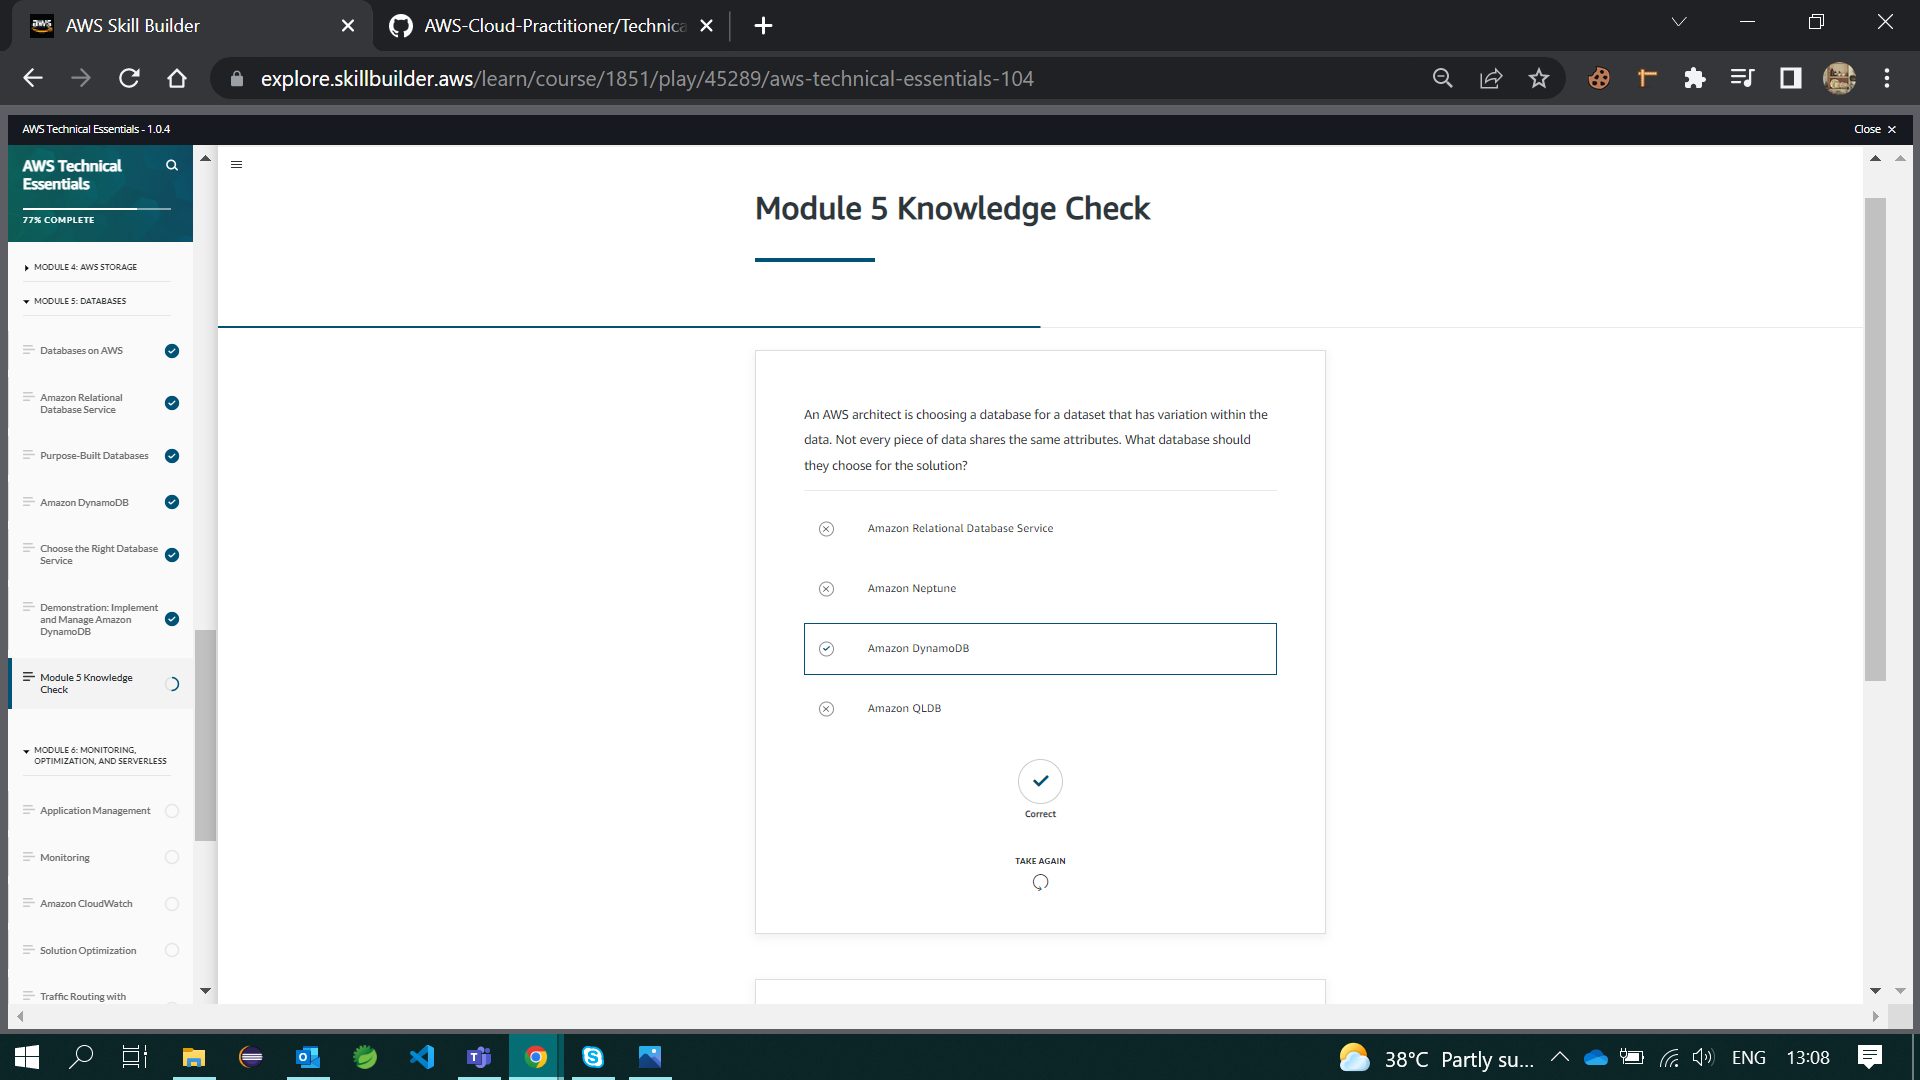 AWS Skill Builder
AWS-Cloud-Practitioner/Technica
explore.skillbuilder.aws/learn/course/1851/play/45289/aws-technical-essentials-104
AWS Technical Essentials - 1.0.4
Close ×
AWS Technical
Essentials
77% COMPLETE
MODULE 4: AWS STORAGE
MODULE 5: DATABASES
Databases on AWS
Amazon Relational
Database Service
Purpose-Built Databases
Amazon DynamoDB
Choose the Right Database
Service
Demonstration: Implement
and Manage Amazon
DynamoDB
Module 5 Knowledge
Check
MODULE 6: MONITORING,
OPTIMIZATION, AND SERVERLESS
Application Management
Monitoring
Amazon CloudWatch
Solution Optimization
Traffic Routing with
Module 5 Knowledge Check
An AWS architect is choosing a database for a dataset that has variation within the
data. Not every piece of data shares the same attributes. What database should
they choose for the solution?
Amazon Relational Database Service
Amazon Neptune
Amazon DynamoDB
Amazon QLDB
Correct
TAKE AGAIN
38°C Partly su...
ENG
13:08